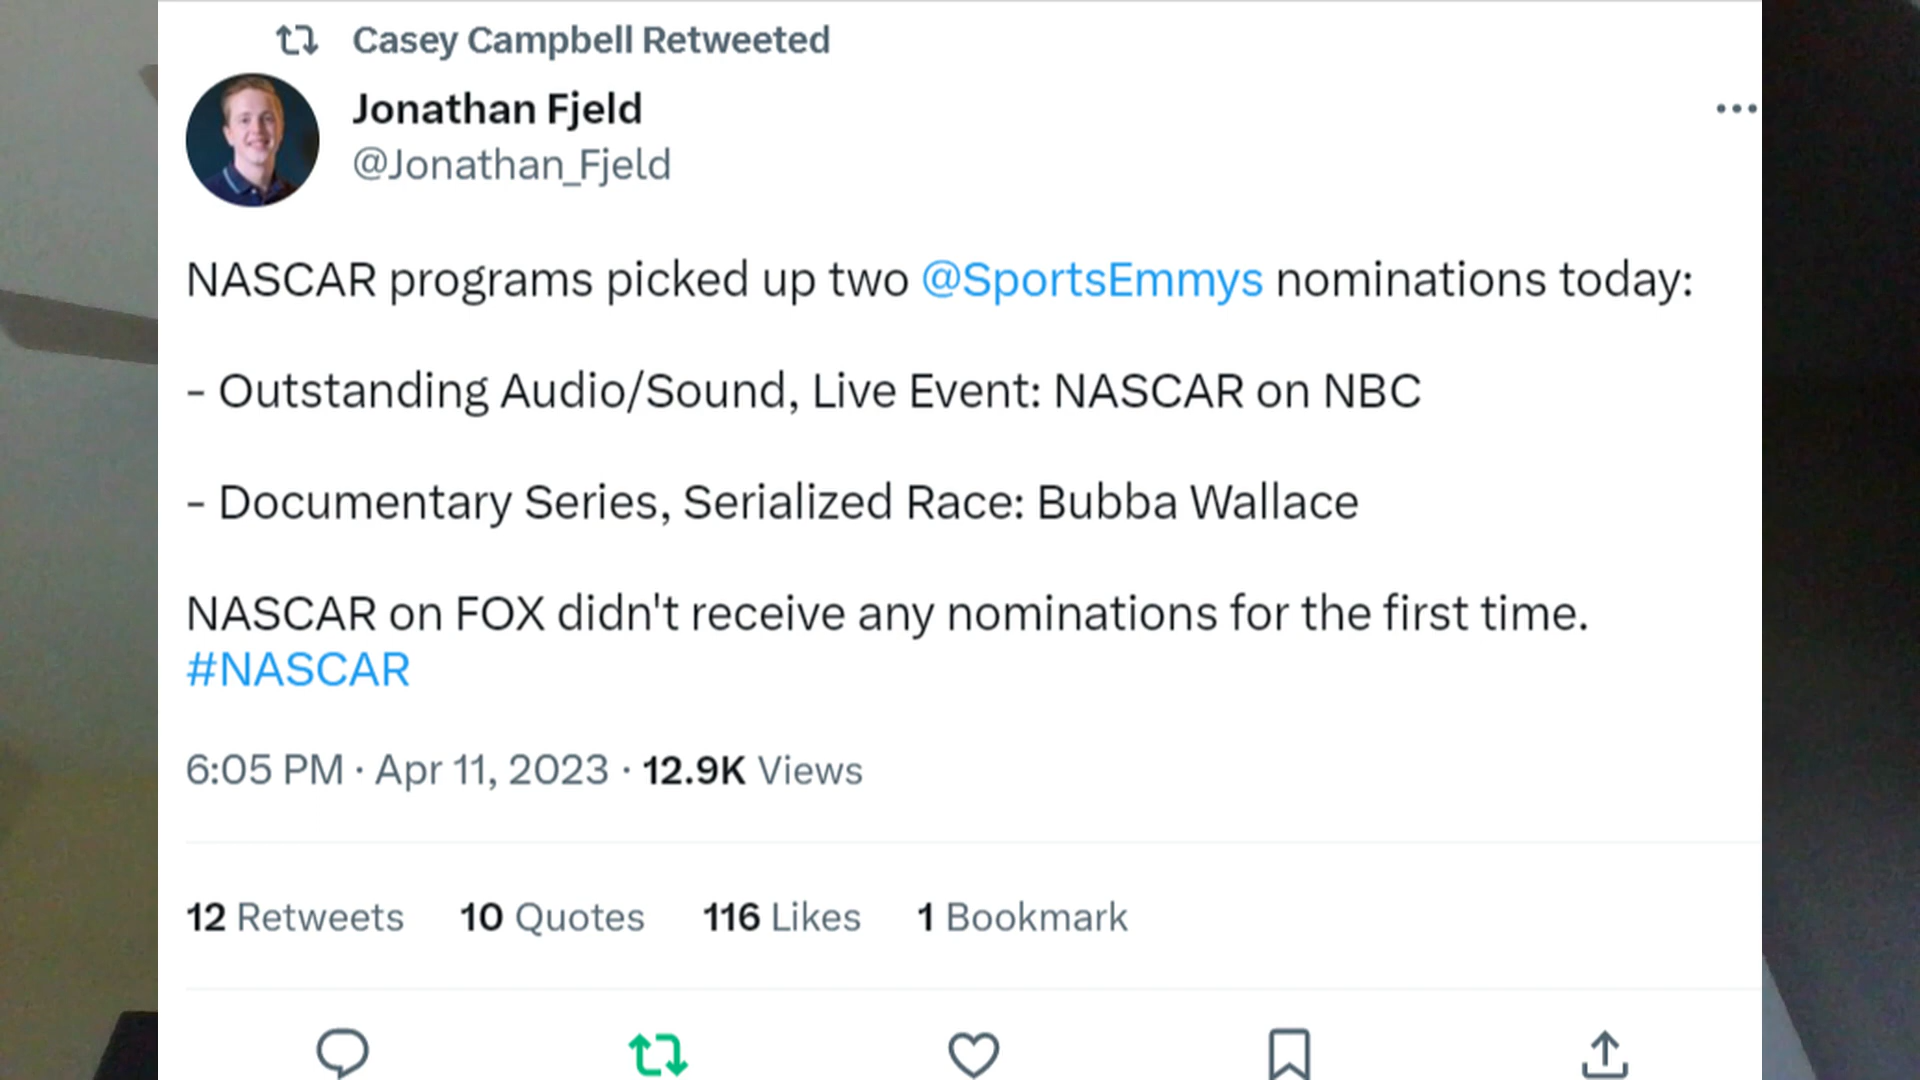 Casey Campbell Retweeted
Jonathan Fjeld
@Jonathan_Fjeld
NASCAR programs picked up two @SportsEmmys nominations today:
- Outstanding Audio/Sound, Live Event: NASCAR on NBC
- Documentary Series, Serialized Race: Bubba Wallace
NASCAR on FOX didn't receive any nominations for the first time.
#NASCAR
6:05 PM · Apr 11, 2023 · 12.9K Views
12 Retweets 10 Quotes 116 Likes 1 Bookmark